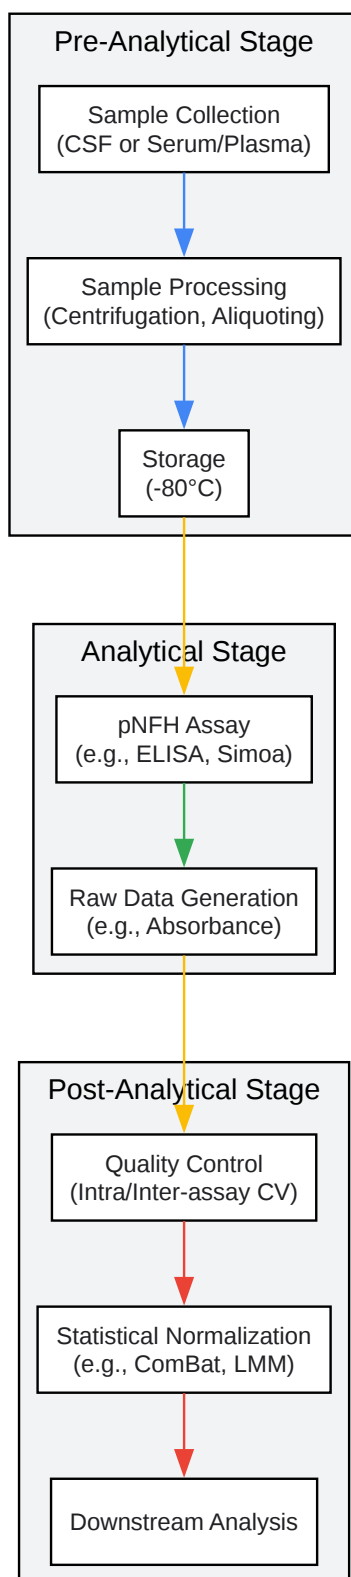 Pre-Analytical Stage
Sample Collection
(CSF or Serum/Plasma)
Sample Processing
(Centrifugation, Aliquoting)
Storage
(-80°C)
Analytical Stage
pNFH Assay
(e.g., ELISA, Simoa)
Raw Data Generation
(e.g., Absorbance)
Post-Analytical Stage
Quality Control
(Intra/Inter-assay CV)
Statistical Normalization
(e.g., ComBat, LMM)
Downstream Analysis